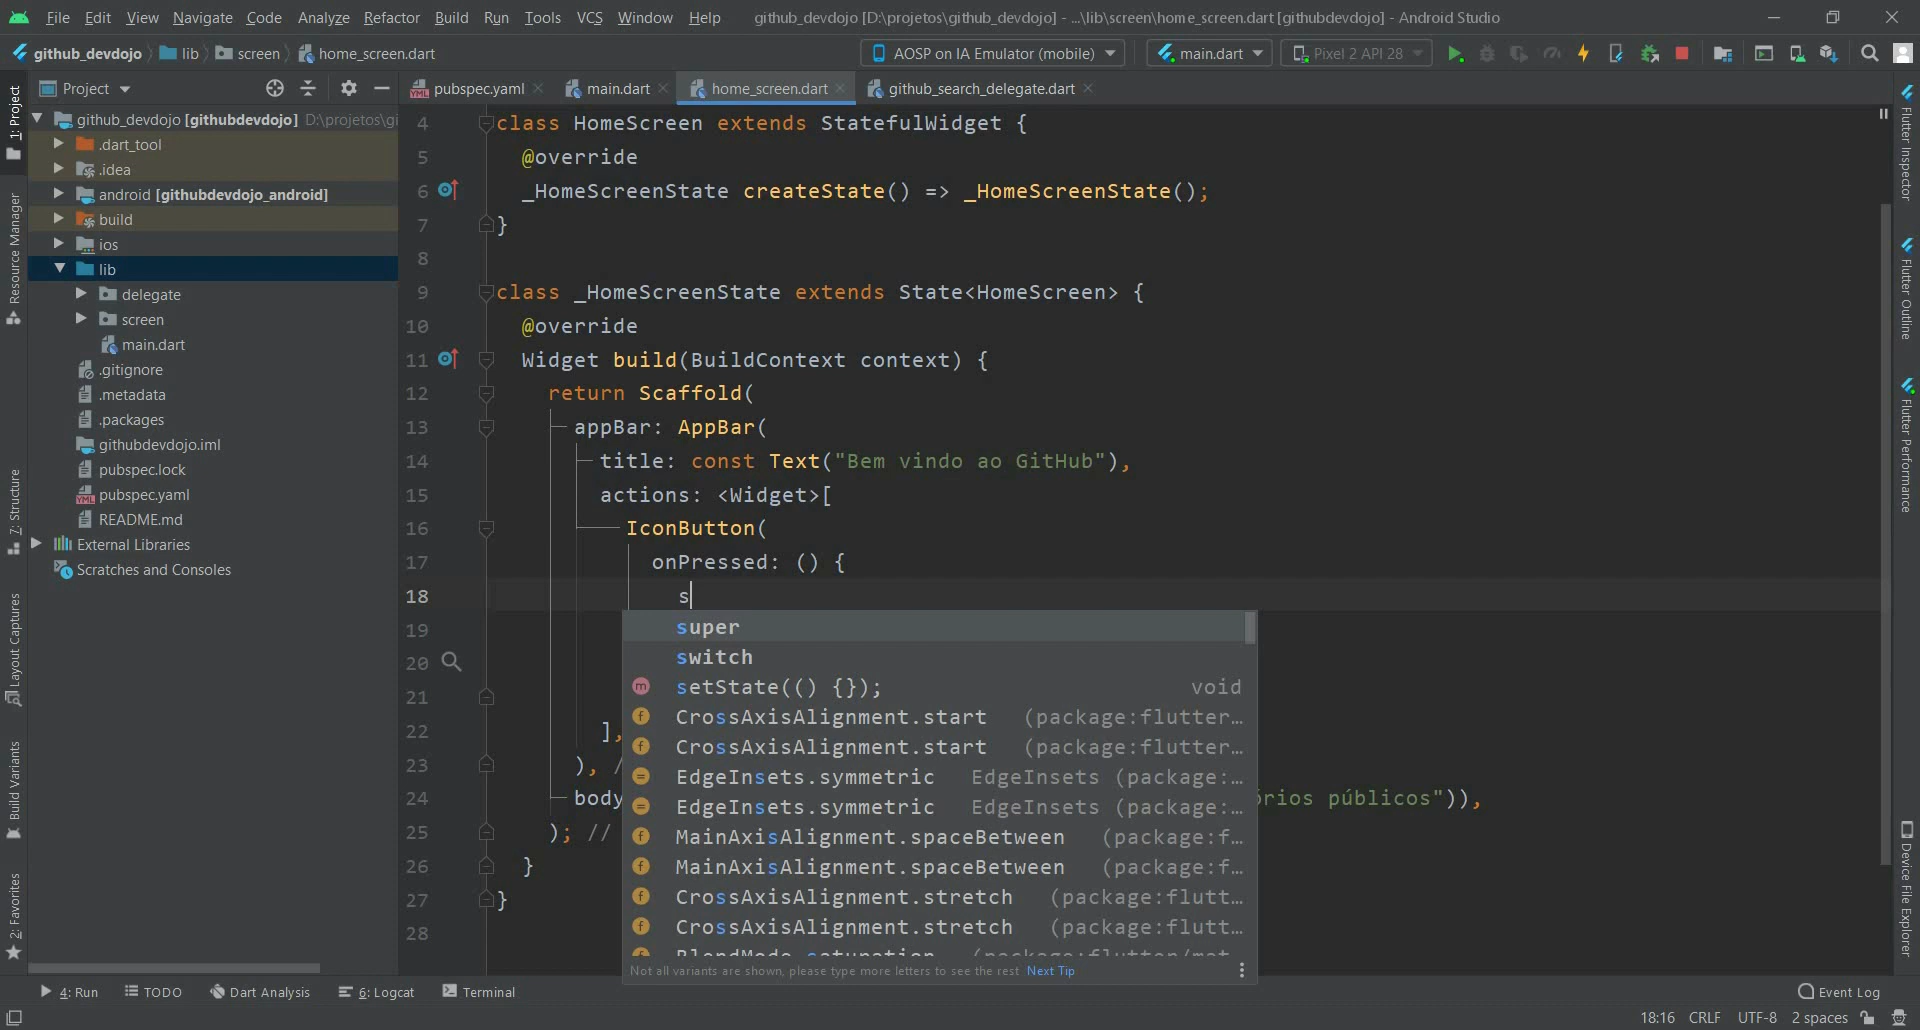 File Edit View Navigate Code Analyze Refactor Build Run Tools VCS Window Help github_devdojo [D:\projetos\github_devdojo] - ...\lib\screen\home_screen.dart [githubdevdojo] - Android Studio
github_devdojo lib screen home_screen.dart AOSP on IA Emulator (mobile) main.dart Pixel 2 API 28
Project pubspec.yaml main.dart home_screen.dart github_search_delegate.dart
1: Project
Resource Manager
7: Structure
Layout Captures
Build Variants
2: Favorites
github_devdojo [githubdevdojo] D:\projetos\gi
.dart_tool
.idea
android [githubdevdojo_android]
build
ios
lib
delegate
screen
main.dart
.gitignore
.metadata
.packages
githubdevdojo.iml
pubspec.lock
pubspec.yaml
README.md
External Libraries
Scratches and Consoles
4 class HomeScreen extends StatefulWidget {
5 @override
6 _HomeScreenState createState() => _HomeScreenState();
7 }
8
9 class _HomeScreenState extends State<HomeScreen> {
10 @override
11 Widget build(BuildContext context) {
12 return Scaffold(
13 appBar: AppBar(
14 title: const Text("Bem vindo ao GitHub"),
15 actions: <Widget>[
16 IconButton(
17 onPressed: () {
18 s
19
20
21
22 ],
23 ), /
24 body órios públicos")),
25 ); //
26 }
27 }
28
super
switch
m setState(() {}); void
f CrossAxisAlignment.start (package:flutter…
f CrossAxisAlignment.start (package:flutter…
= EdgeInsets.symmetric EdgeInsets (package:…
= EdgeInsets.symmetric EdgeInsets (package:…
f MainAxisAlignment.spaceBetween (package:f…
f MainAxisAlignment.spaceBetween (package:f…
f CrossAxisAlignment.stretch (package:flutt…
f CrossAxisAlignment.stretch (package:flutt…
f BlendMode.saturation (package:flutter/mat
Not all variants are shown, please type more letters to see the rest Next Tip
Flutter Inspector
Flutter Outline
Flutter Performance
Device File Explorer
4: Run TODO Dart Analysis 6: Logcat Terminal Event Log
18:16 CRLF UTF-8 2 spaces